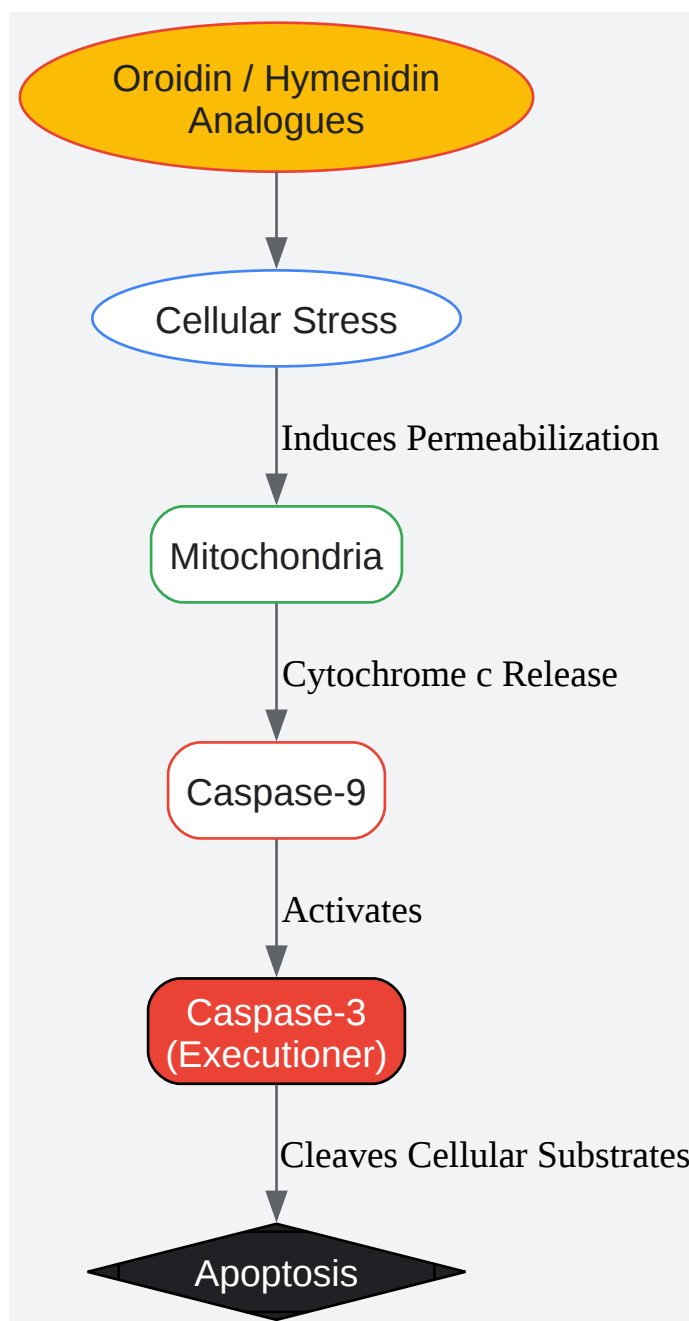 Oroidin / Hymenidin
Analogues
Cellular Stress
Induces Permeabilization
Mitochondria
Cytochrome c Release
Caspase-9
Activates
Caspase-3
(Executioner)
Cleaves Cellular Substrates
Apoptosis